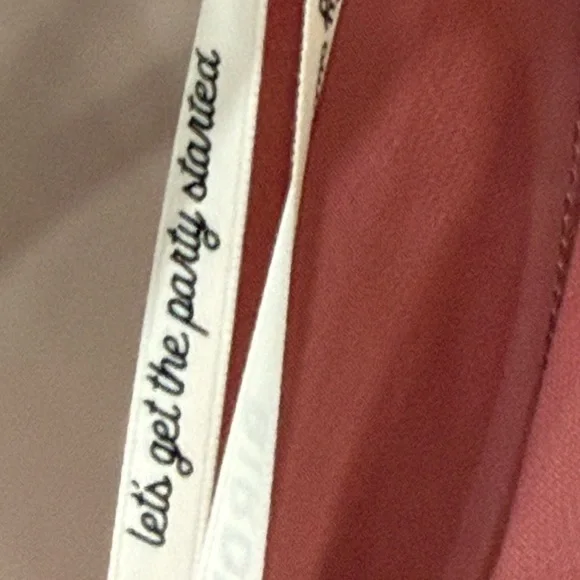 let's get the party started